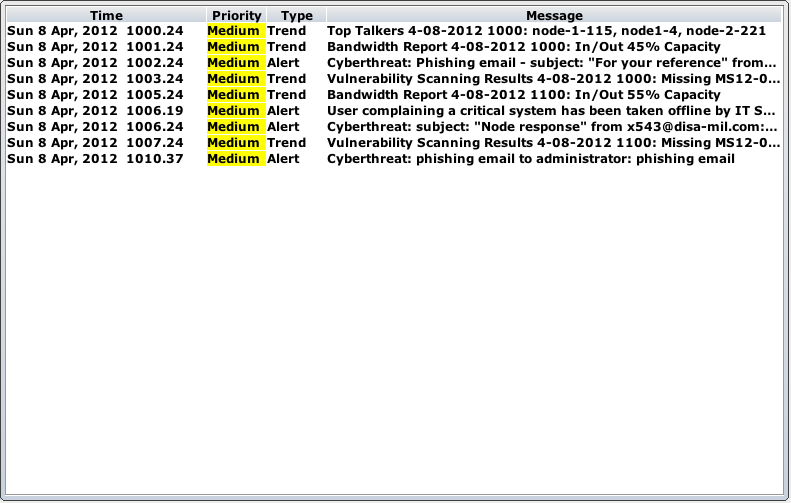 Time Priority Type Message
Sun 8 Apr, 2012 1000.24 Medium Trend Top Talkers 4-08-2012 1000: node-1-115, node1-4, node-2-221
Sun 8 Apr, 2012 1001.24 Medium Trend Bandwidth Report 4-08-2012 1000: In/Out 45% Capacity
Sun 8 Apr, 2012 1002.24 Medium Alert Cyberthreat: Phishing email - subject: "For your reference" from...
Sun 8 Apr, 2012 1003.24 Medium Trend Vulnerability Scanning Results 4-08-2012 1000: Missing MS12-0...
Sun 8 Apr, 2012 1005.24 Medium Trend Bandwidth Report 4-08-2012 1100: In/Out 55% Capacity
Sun 8 Apr, 2012 1006.19 Medium Alert User complaining a critical system has been taken offline by IT S...
Sun 8 Apr, 2012 1006.24 Medium Alert Cyberthreat: subject: "Node response" from x543@disa-mil.com:...
Sun 8 Apr, 2012 1007.24 Medium Trend Vulnerability Scanning Results 4-08-2012 1100: Missing MS12-0...
Sun 8 Apr, 2012 1010.37 Medium Alert Cyberthreat: phishing email to administrator: phishing email